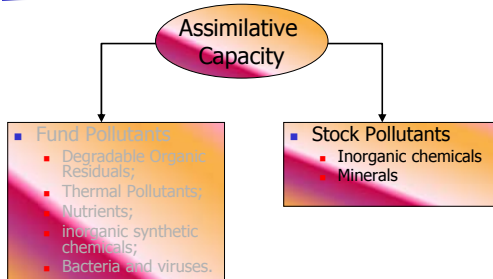 Assimilative
Capacity
Fund Pollutants
Degradable Organic
Residuals;
Thermal Pollutants;
Nutrients;
inorganic synthetic
chemicals;
Bacteria and viruses.
Stock Pollutants
Inorganic chemicals
Minerals